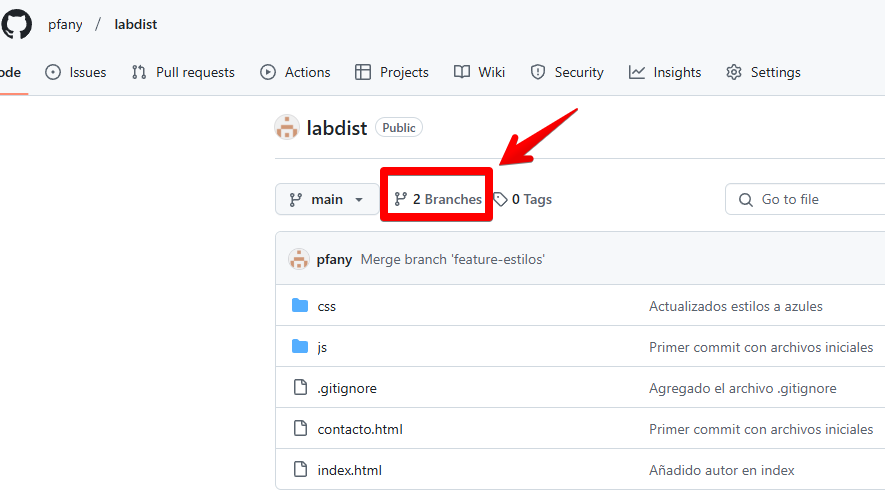 pfany / labdist
ode Issues Pull requests Actions Projects Wiki Security Insights Settings
labdist Public
main 2 Branches 0 Tags Go to file
pfany Merge branch 'feature-estilos'
css Actualizados estilos a azules
js Primer commit con archivos iniciales
.gitignore Agregado el archivo .gitignore
contacto.html Primer commit con archivos iniciales
index.html Añadido autor en index